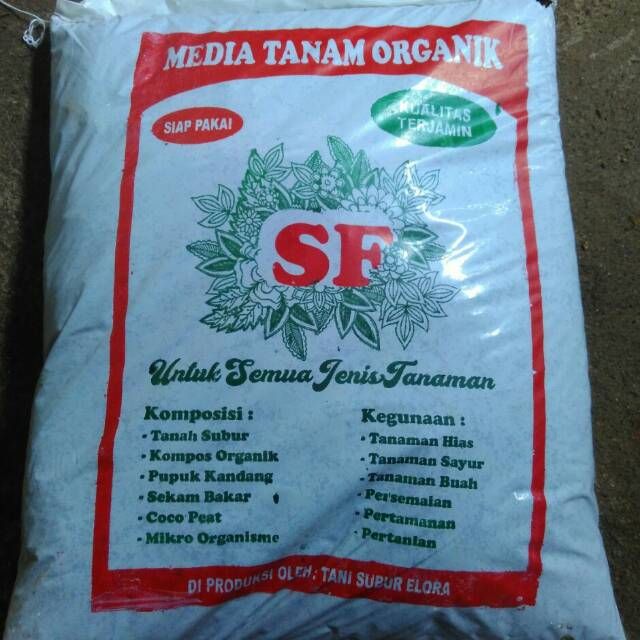 MEDIA TANAM ORGANIK
SIAP PAKAI
KUALITAS
TERJAMIN
SF
Untuk Semua Jenis Tanaman
Komposisi :
- Tanah Subur
- Kompos Organik
- Pupuk Kandang
- Sekam Bakar
- Coco Peat
- Mikro Organisme
Kegunaan :
- Tanaman Hias
- Tanaman Sayur
- Tanaman Buah
- Persemaian
- Pertamanan
- Pertanian
DI PRODUKSI OLEH; TANI SUBUR ELORA